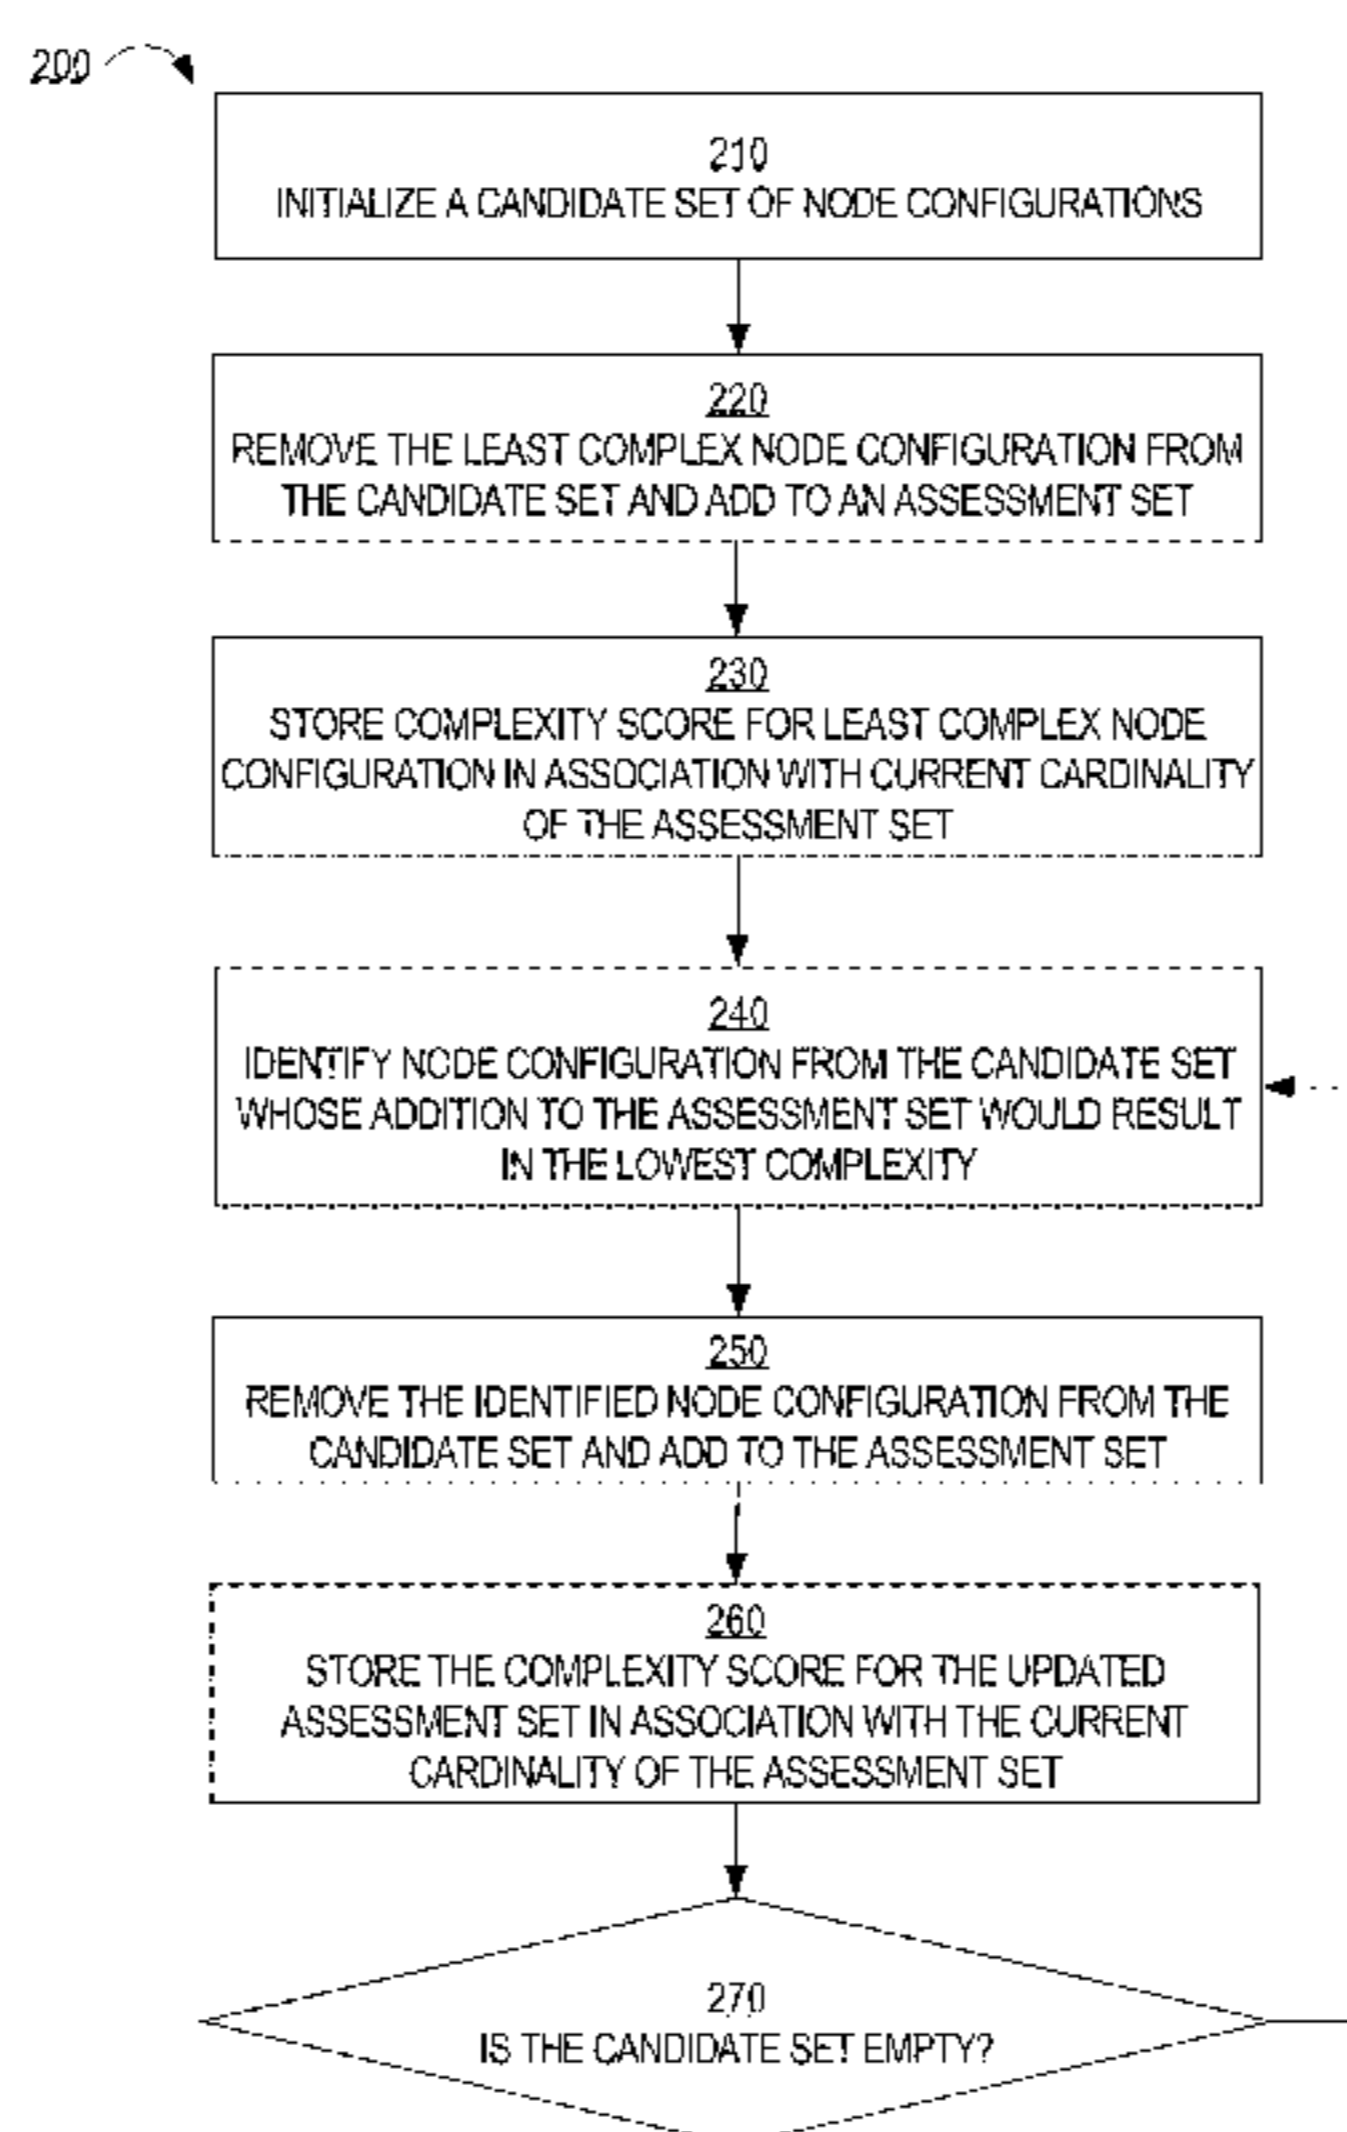 200
210
INITIALIZE A CANDIDATE SET OF NODE CONFIGURATIONS
220
REMOVE THE LEAST COMPLEX NODE CONFIGURATION FROM
THE CANDIDATE SET AND ADD TO AN ASSESSMENT SET
230
STORE COMPLEXITY SCORE FOR LEAST COMPLEX NODE
CONFIGURATION IN ASSOCIATION WITH CURRENT CARDINALITY
OF THE ASSESSMENT SET
240
IDENTIFY NODE CONFIGURATION FROM THE CANDIDATE SET
WHOSE ADDITION TO THE ASSESSMENT SET WOULD RESULT
IN THE LOWEST COMPLEXITY
250
REMOVE THE IDENTIFIED NODE CONFIGURATION FROM THE
CANDIDATE SET AND ADD TO THE ASSESSMENT SET
260
STORE THE COMPLEXITY SCORE FOR THE UPDATED
ASSESSMENT SET IN ASSOCIATION WITH THE CURRENT
CARDINALITY OF THE ASSESSMENT SET
270
IS THE CANDIDATE SET EMPTY?